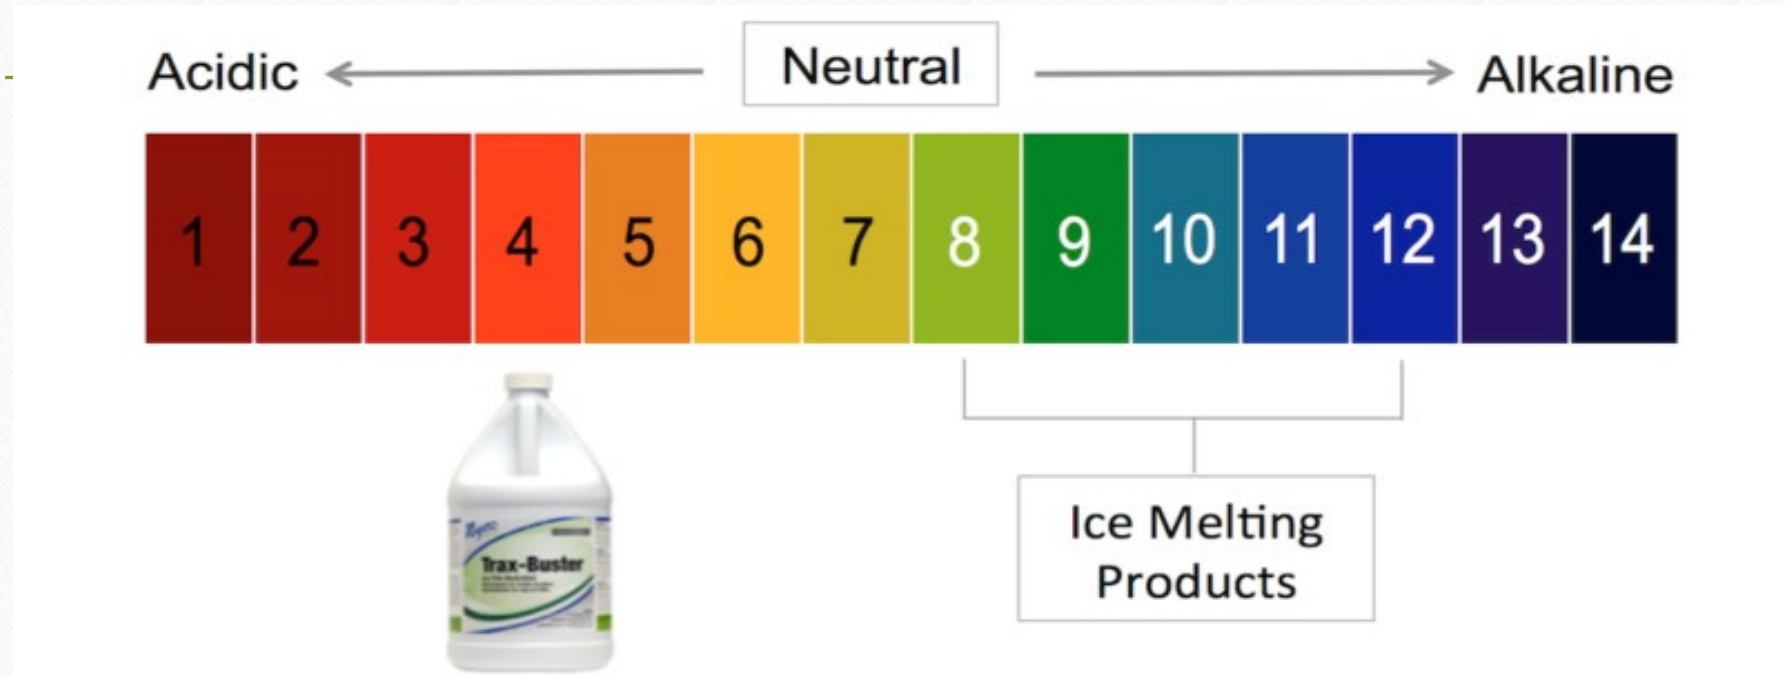 Acidic Neutral Alkaline
1 2 3 4 5 6 7 8 9 10 11 12 13 14
Ice Melting
Products
Nyco
Trax-Buster